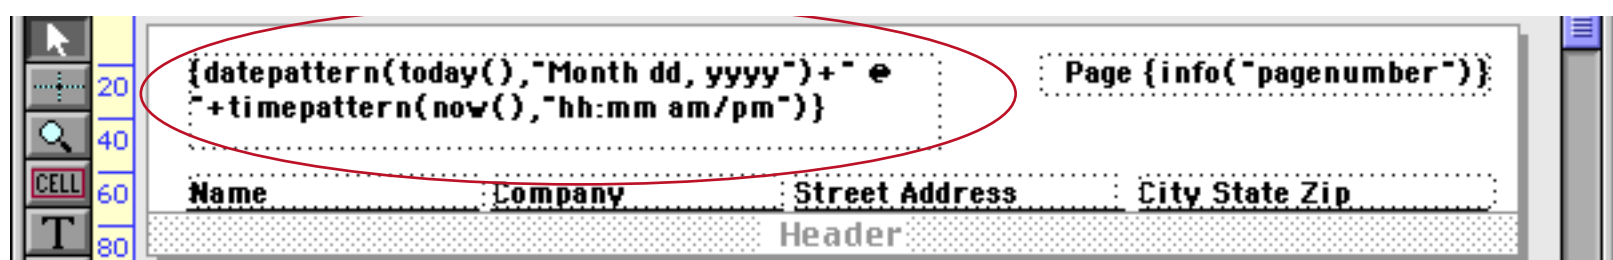 {datepattern(today(),"Month dd, yyyy")+" @
"+timepattern(now(),"hh:mm am/pm")}
Page {info("pagenumber")}
20
40
CELL
60
Name
Company
Street Address
City State Zip
T
80
Header